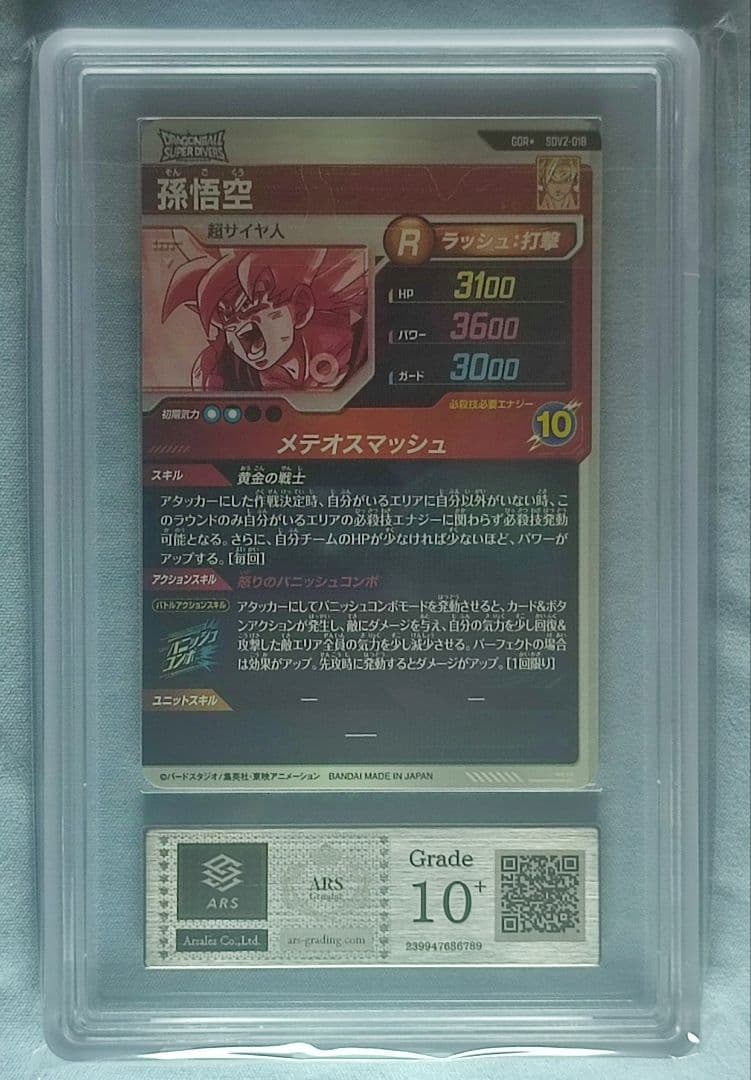 DRAGONBALL
SUPER DIVERS
GDR★ SDV2-018
そん ご くう
孫悟空
超サイヤ人
R ラッシュ:打撃
HP 3100
パワー 3600
ガード 3000
初期気力
必殺技必要エナジー
10
メテオスマッシュ
スキル 黄金の戦士
アタッカーにした作戦決定時、自分がいるエリアに自分以外がいない時、こ
のラウンドのみ自分がいるエリアの必殺技エナジーに関わらず必殺技発動
可能となる。さらに、自分チームのHPが少なければ少ないほど、パワーが
アップする。[毎回]
アクションスキル 怒りのバニッシュコンボ
バトルアクションスキル
バニッシュ
コンボ
アタッカーにしてバニッシュコンボモードを発動させると、カード&ボタ
ンアクションが発生し、敵にダメージを与え、自分の気力を少し回復&
攻撃した敵エリア全員の気力を少し減少させる。パーフェクトの場合
は効果がアップ。先攻時に発動するとダメージがアップ。[1回限り]
ユニットスキル ― ―
―
©バードスタジオ/集英社・東映アニメーション BANDAI MADE IN JAPAN
ARS
Arsales Co.,Ltd.
ARS
Genuine
ars-grading.com
Grade
10+
239947686789